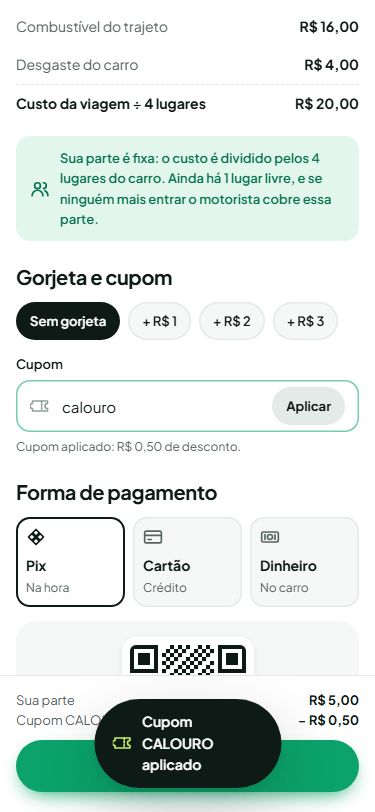 Combustível do trajeto R$ 16,00
Desgaste do carro R$ 4,00
Custo da viagem ÷ 4 lugares R$ 20,00
Sua parte é fixa: o custo é dividido pelos 4
lugares do carro. Ainda há 1 lugar livre, e se
ninguém mais entrar o motorista cobre essa
parte.
Gorjeta e cupom
Sem gorjeta + R$ 1 + R$ 2 + R$ 3
Cupom
calouro Aplicar
Cupom aplicado: R$ 0,50 de desconto.
Forma de pagamento
Pix Cartão Dinheiro
Na hora Crédito No carro
Sua parte R$ 5,00
Cupom CALO – R$ 0,50
Cupom
CALOURO
aplicado